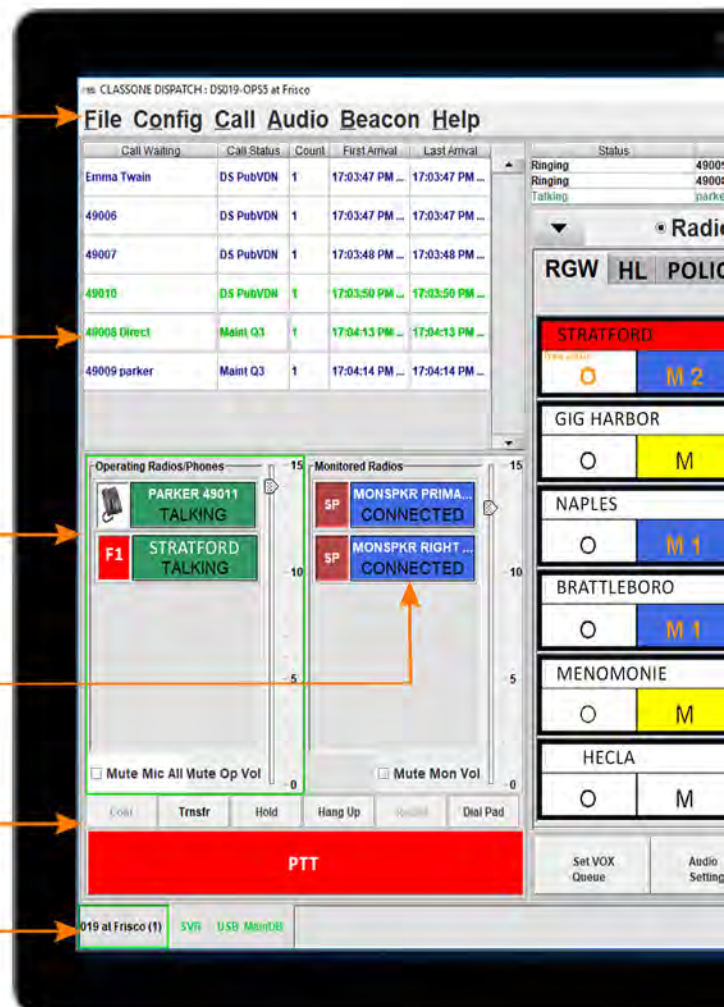 CLASSONE DISPATCH : DS019-OPS5 at Frisco
File Config Call Audio Beacon Help
Call Waiting Call Status Count First Arrival Last Arrival
Emma Twain DS PubVDN 1 17:03:47 PM ... 17:03:47 PM ...
49006 DS PubVDN 1 17:03:47 PM ... 17:03:47 PM ...
49007 DS PubVDN 1 17:03:48 PM ... 17:03:48 PM ...
49010 DS PubVDN 1 17:03:50 PM ... 17:03:50 PM ...
49008 Direct Maint Q3 1 17:04:13 PM ... 17:04:13 PM ...
49009 parker Maint Q3 1 17:04:14 PM ... 17:04:14 PM ...
Status
Ringing 49009
Ringing 49008
Talking parke
Radi
RGW HL POLIC
STRATFORD
O M 2
GIG HARBOR
O M
NAPLES
O M 1
BRATTLEBORO
O M 1
MENOMONIE
O M
HECLA
O M
Set VOX Audio
Queue Setting
Operating Radios/Phones 15
PARKER 49011
TALKING
F1 STRATFORD
TALKING
10
5
Mute Mic All Mute Op Vol
0
Monitored Radios 15
SP MONSPKR PRIMA...
CONNECTED
SP MONSPKR RIGHT ...
CONNECTED
10
5
Mute Mon Vol
0
Conf Trnsfr Hold Hang Up Dial Pad
PTT
019 at Frisco (1) SVR USB MainDB